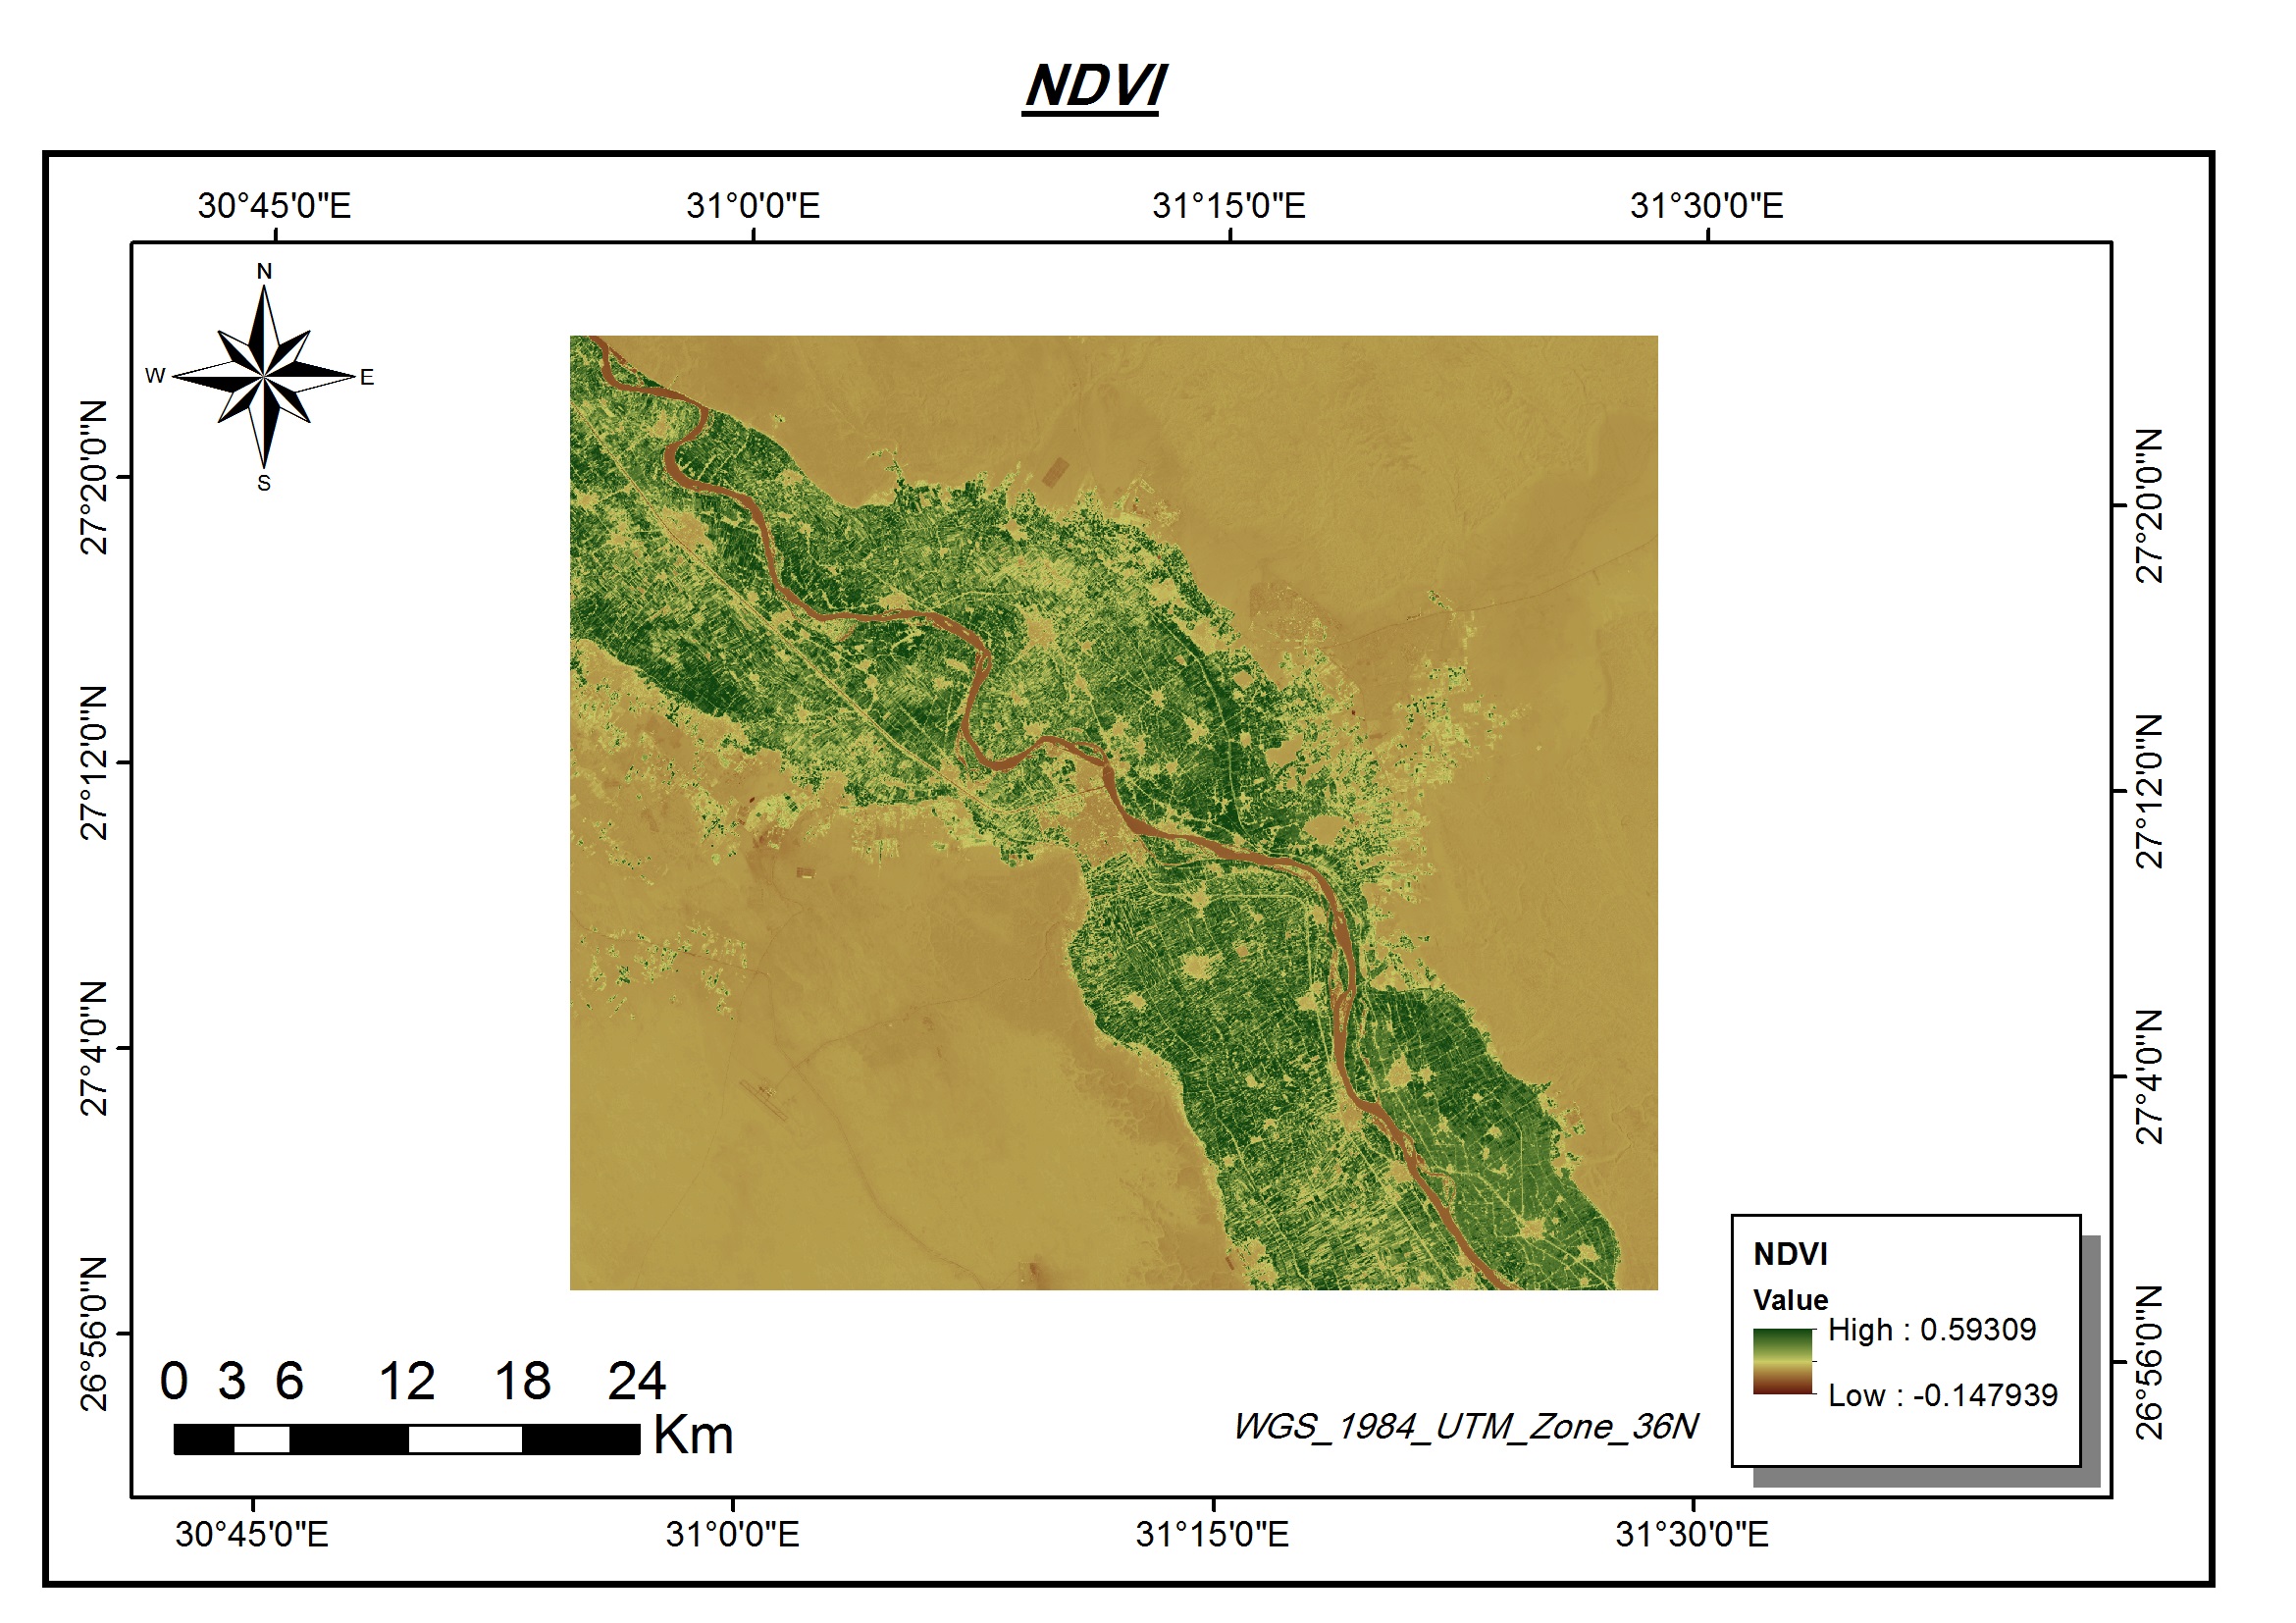 NDVI
30°45'0"E 31°0'0"E 31°15'0"E 31°30'0"E
N
W E
S
27°20'0"N 27°20'0"N
27°12'0"N 27°12'0"N
27°4'0"N 27°4'0"N
26°56'0"N 26°56'0"N
NDVI
Value
High : 0.59309
Low : -0.147939
0 3 6 12 18 24
Km
WGS_1984_UTM_Zone_36N
30°45'0"E 31°0'0"E 31°15'0"E 31°30'0"E